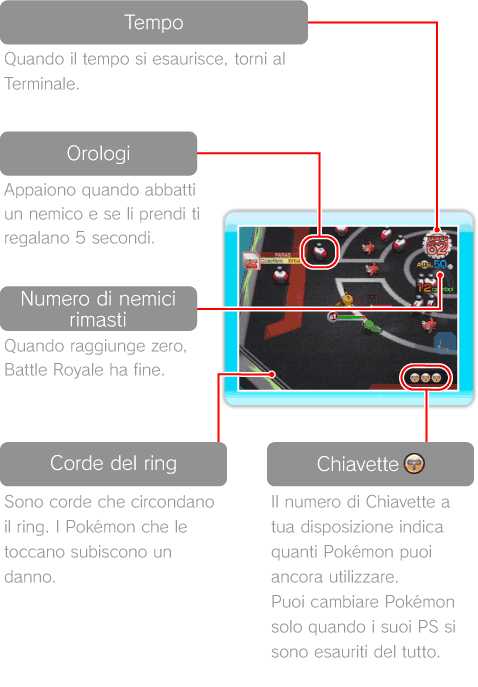 Tempo
Quando il tempo si esaurisce, torni al
Terminale.
Orologi
Appaiono quando abbatti
un nemico e se li prendi ti
regalano 5 secondi.
Numero di nemici
rimasti
Quando raggiunge zero,
Battle Royale ha fine.
PARAS
62
60
12
Corde del ring
Sono corde che circondano
il ring. I Pokémon che le
toccano subiscono un
danno.
Chiavette
Il numero di Chiavette a
tua disposizione indica
quanti Pokémon puoi
ancora utilizzare.
Puoi cambiare Pokémon
solo quando i suoi PS si
sono esauriti del tutto.